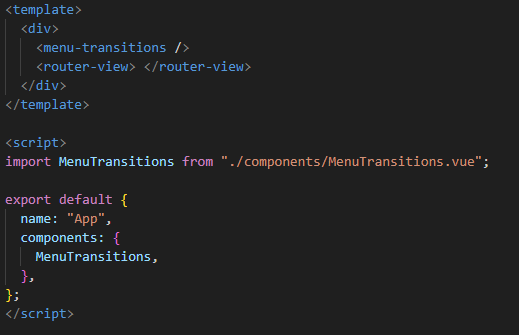 <template>
  <div>
    <menu-transitions />
    <router-view> </router-view>
  </div>
</template>

<script>
import MenuTransitions from "./components/MenuTransitions.vue";

export default {
  name: "App",
  components: {
    MenuTransitions,
  },
};
</script>